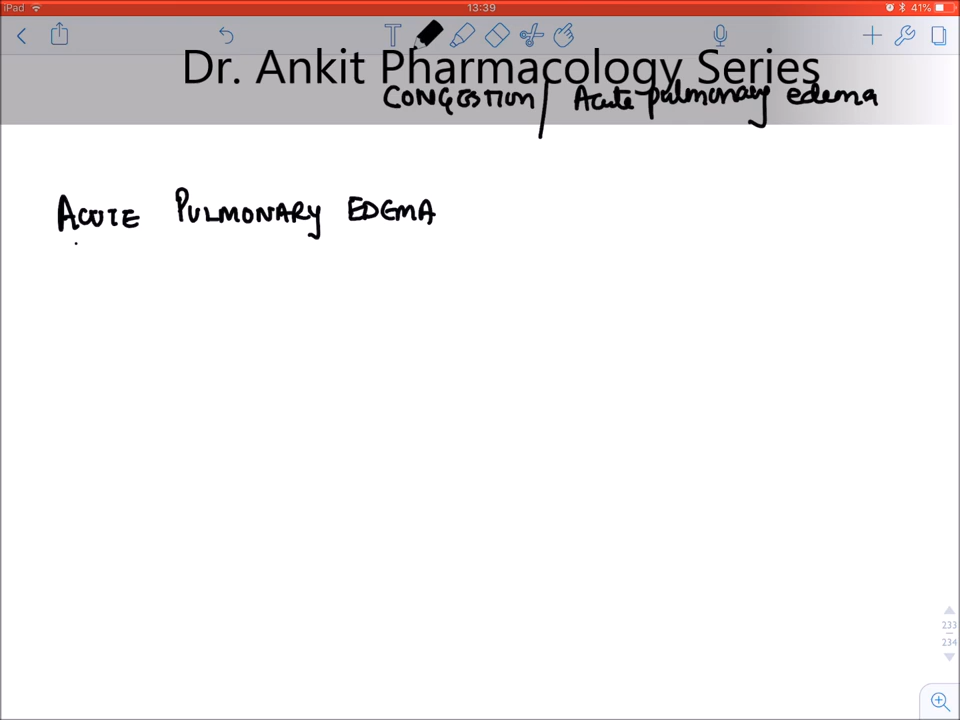 iPad 13:39 41%
T
Dr. Ankit Pharmacology Series
CONGESTION / Acute pulmonary edema
ACUTE PULMONARY EDEMA
233
234